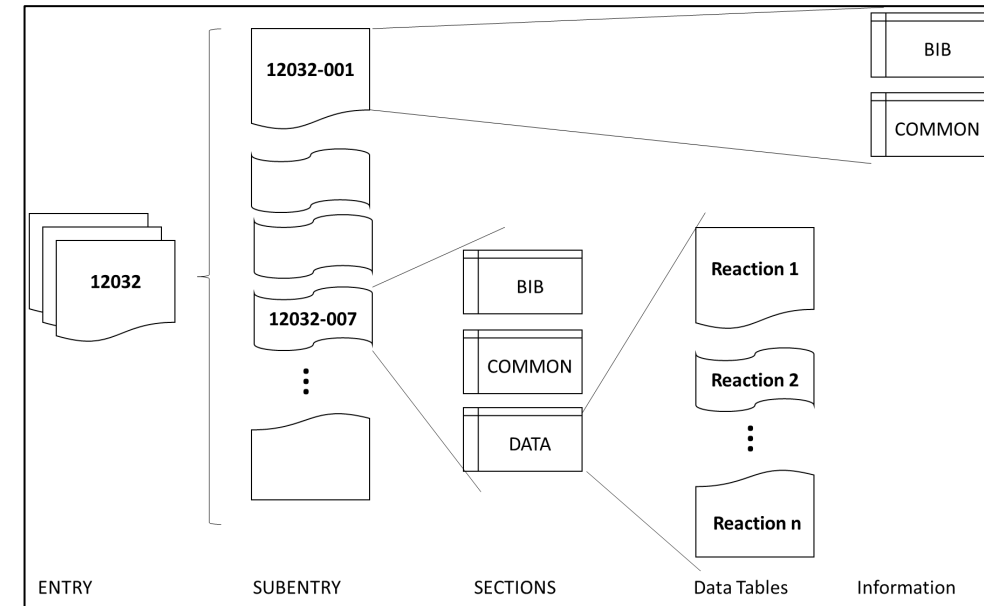 12032-001
BIB
COMMON
12032
12032-007
BIB
COMMON
DATA
Reaction 1
Reaction 2
Reaction n
ENTRY
SUBENTRY
SECTIONS
Data Tables
Information